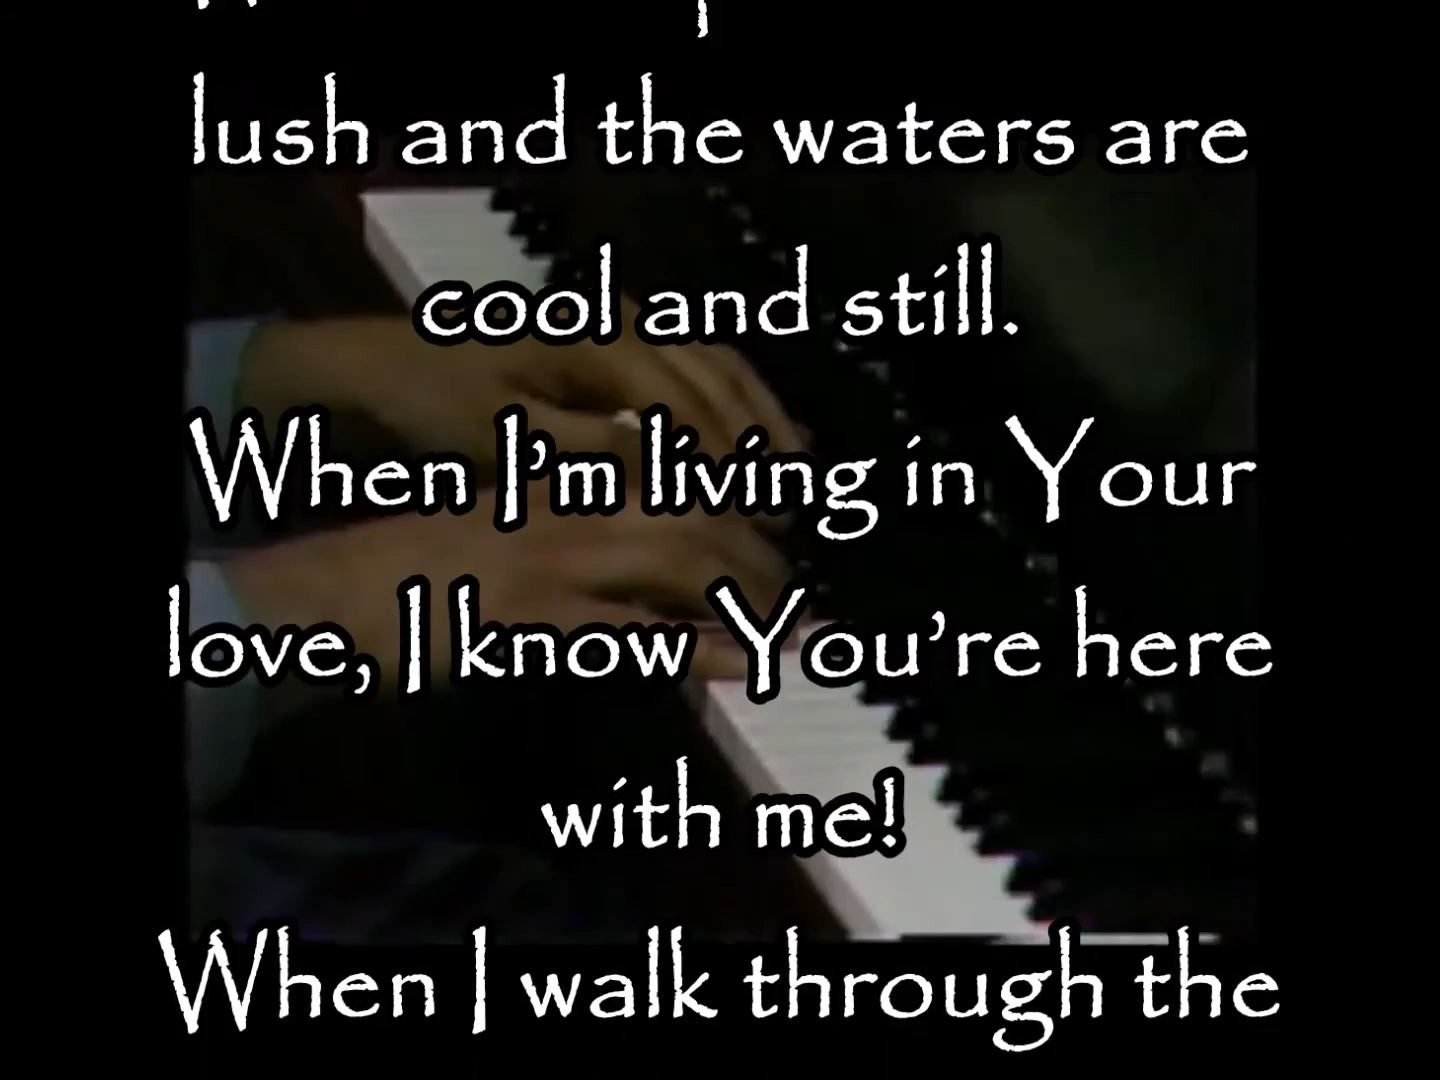 lush and the waters are
cool and still.
When I'm living in Your
love, I know You're here
with me!
When I walk through the